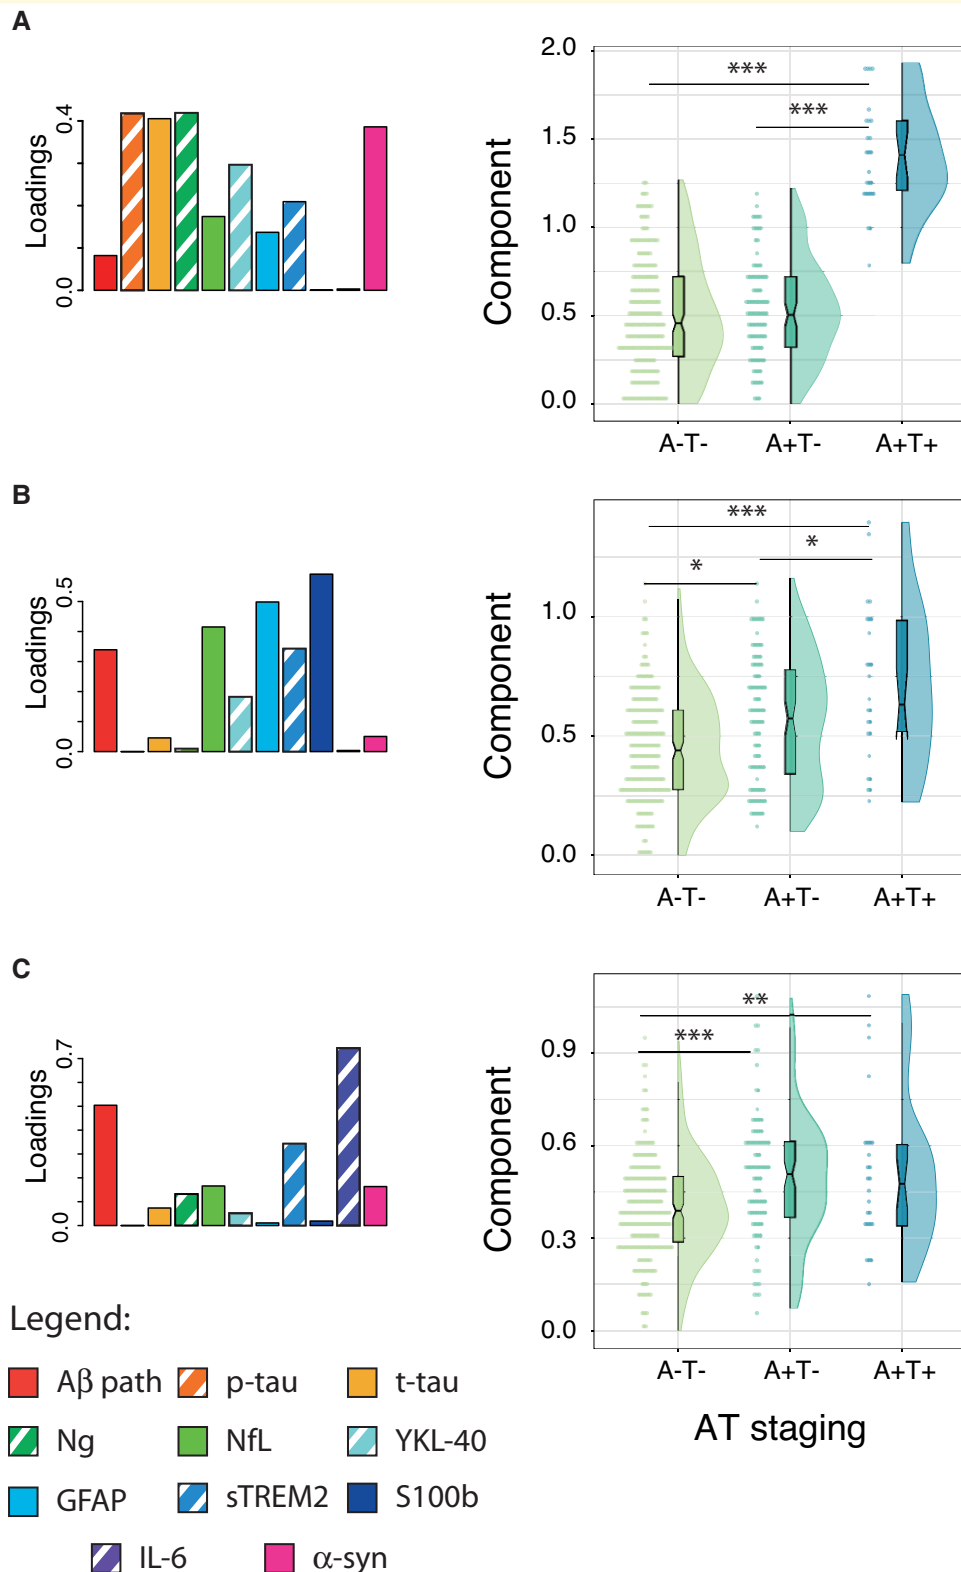 A
Loadings
0.4
0.0
Component
2.0
1.5
1.0
0.5
0.0
***
***
A-T- A+T- A+T+
B
Loadings
0.5
0.0
Component
1.0
0.5
0.0
***
*
*
A-T- A+T- A+T+
C
Loadings
0.7
0.0
Component
0.9
0.6
0.3
0.0
**
***
A-T- A+T- A+T+
AT staging
Legend:
Aβ path p-tau t-tau
Ng NfL YKL-40
GFAP sTREM2 S100b
IL-6 α-syn